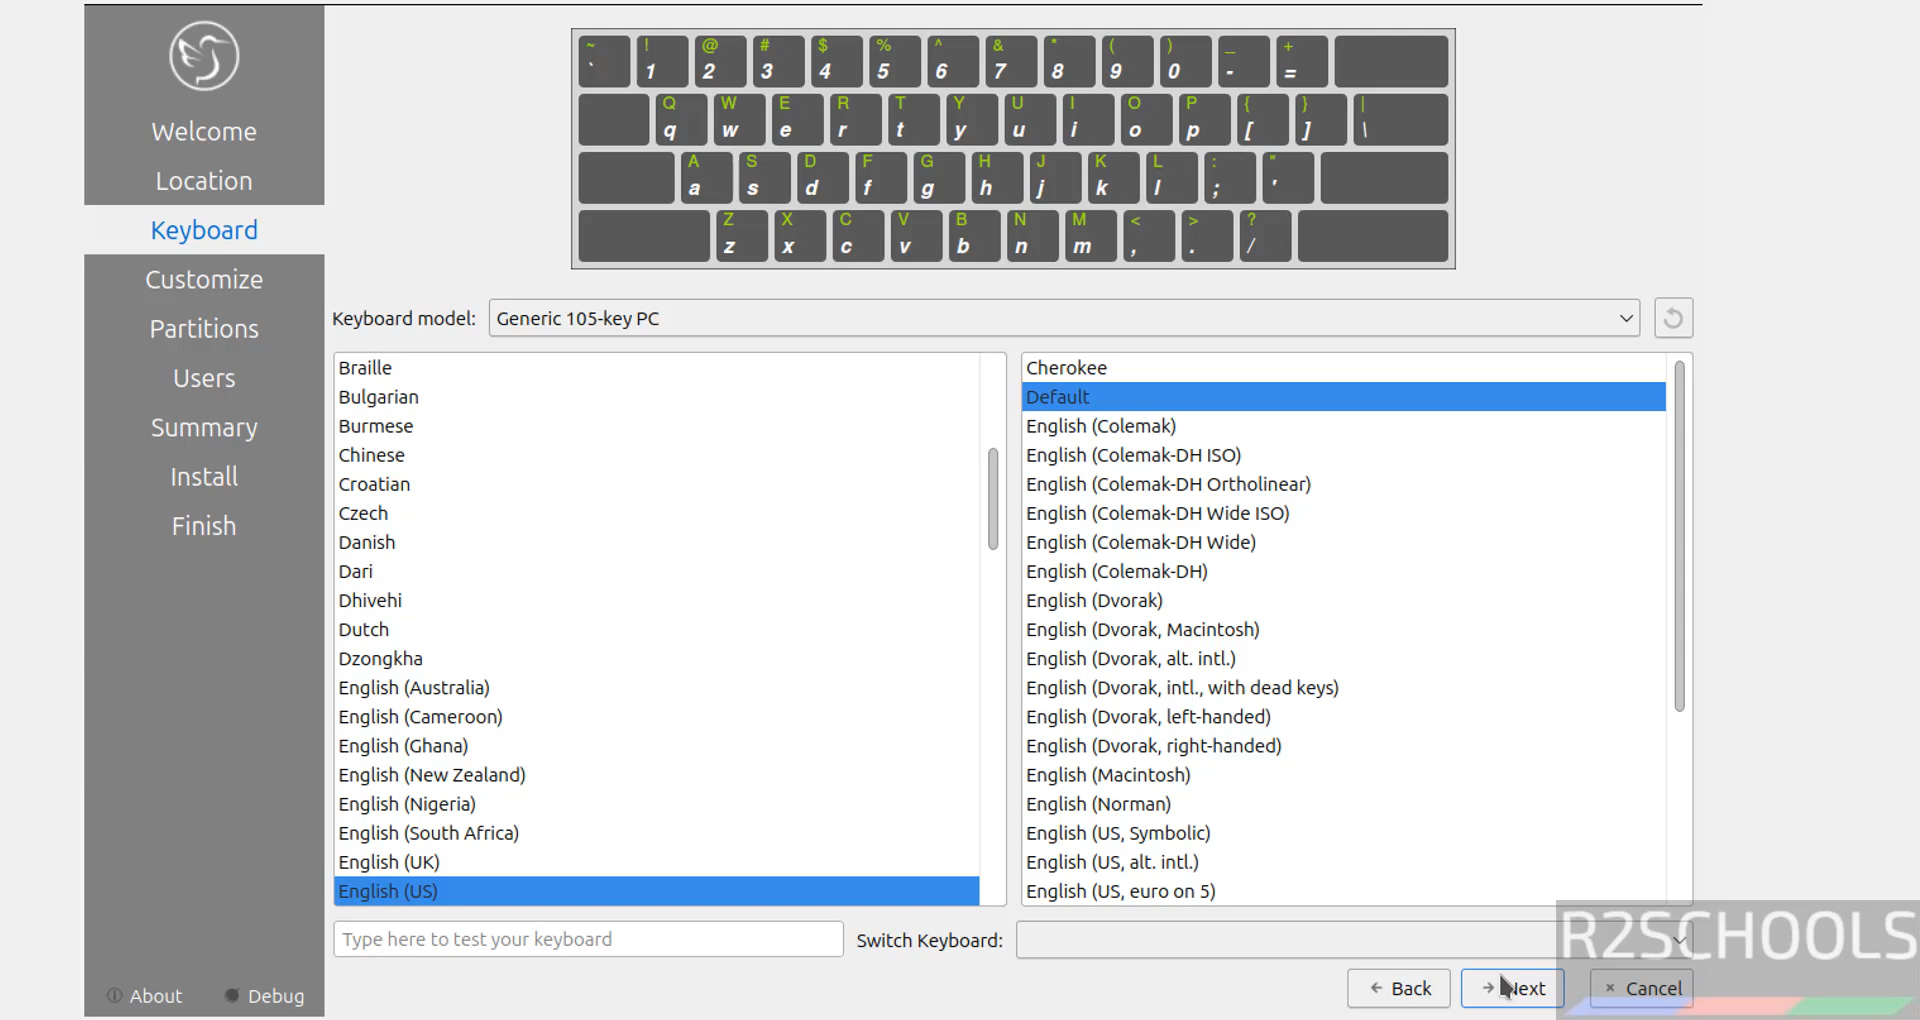 ~ ! @ # $ % ^ & * ( ) _ +
` 1 2 3 4 5 6 7 8 9 0 - =
Q W E R T Y U I O P { } |
q w e r t y u i o p [ ] \
A S D F G H J K L : "
a s d f g h j k l ; '
Z X C V B N M < > ?
z x c v b n m , . /
Welcome
Location
Keyboard
Customize
Partitions
Users
Summary
Install
Finish
About
Debug
Keyboard model: Generic 105-key PC
Braille
Bulgarian
Burmese
Chinese
Croatian
Czech
Danish
Dari
Dhivehi
Dutch
Dzongkha
English (Australia)
English (Cameroon)
English (Ghana)
English (New Zealand)
English (Nigeria)
English (South Africa)
English (UK)
English (US)
Cherokee
Default
English (Colemak)
English (Colemak-DH ISO)
English (Colemak-DH Ortholinear)
English (Colemak-DH Wide ISO)
English (Colemak-DH Wide)
English (Colemak-DH)
English (Dvorak)
English (Dvorak, Macintosh)
English (Dvorak, alt. intl.)
English (Dvorak, intl., with dead keys)
English (Dvorak, left-handed)
English (Dvorak, right-handed)
English (Macintosh)
English (Norman)
English (US, Symbolic)
English (US, alt. intl.)
English (US, euro on 5)
Type here to test your keyboard
Switch Keyboard:
Back
Next
Cancel
R2SCHOOLS